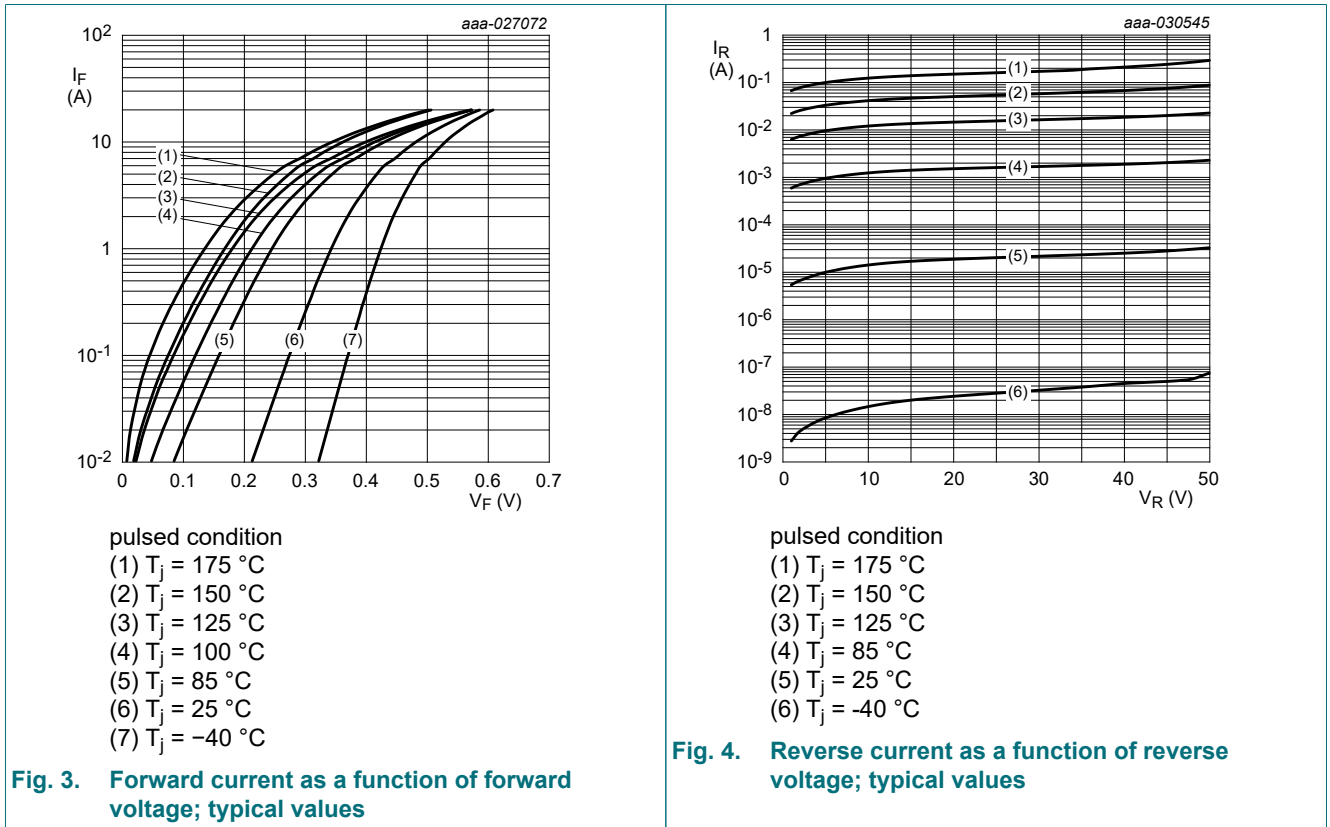 aaa-027072
10²
I_F
(A)
10
1
10⁻¹
10⁻²
(1)
(2)
(3)
(4)
(5)
(6)
(7)
0
0.1
0.2
0.3
0.4
0.5
0.6
0.7
V_F (V)
pulsed condition
(1) T_j = 175 °C
(2) T_j = 150 °C
(3) T_j = 125 °C
(4) T_j = 100 °C
(5) T_j = 85 °C
(6) T_j = 25 °C
(7) T_j = −40 °C
Fig. 3. Forward current as a function of forward
voltage; typical values
aaa-030545
1
I_R
(A)
10⁻¹
10⁻²
10⁻³
10⁻⁴
10⁻⁵
10⁻⁶
10⁻⁷
10⁻⁸
10⁻⁹
(1)
(2)
(3)
(4)
(5)
(6)
0
10
20
30
40
50
V_R (V)
pulsed condition
(1) T_j = 175 °C
(2) T_j = 150 °C
(3) T_j = 125 °C
(4) T_j = 85 °C
(5) T_j = 25 °C
(6) T_j = -40 °C
Fig. 4. Reverse current as a function of reverse
voltage; typical values